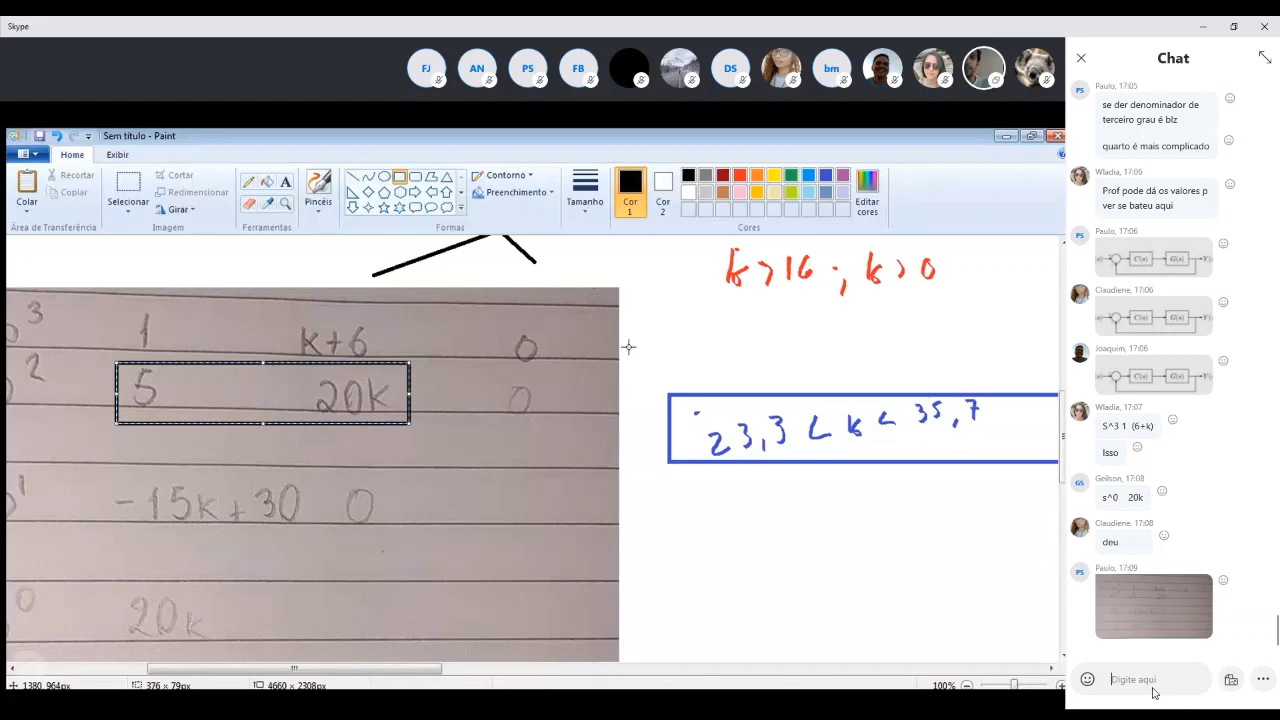 Skype
FJ
AN
PS
FB
DS
bm
Chat
Paulo, 17:05
PS
se der denominador de
terceiro grau é blz
quarto é mais complicado
Wladia, 17:06
Prof pode dá os valores p
ver se bateu aqui
PS
Paulo, 17:06
C(s) G(s)
Claudiene, 17:06
C(s) G(s)
Joaquim, 17:06
C(s) G(s)
Wladia, 17:07
S^3 1 (6+k)
Isso
GS
Geilson, 17:08
s^0 20k
Claudiene, 17:08
deu
PS
Paulo, 17:09
Digite aqui
Sem título - Paint
Home Exibir
Colar
Recortar
Copiar
Área de Transferência
Selecionar
Cortar
Redimensionar
Girar
Imagem
A
Ferramentas
Pincéis
Contorno
Preenchimento
Formas
Tamanho
Cor
1
Cor
2
Editar
cores
Cores
k > 16 ; k > 0
3 1 k+6 0
2 5 20k 0
1 -15k+30 0
0 20k
23,3 < k < 35,7
1380, 964px 376 × 79px 4660 × 2308px 100%